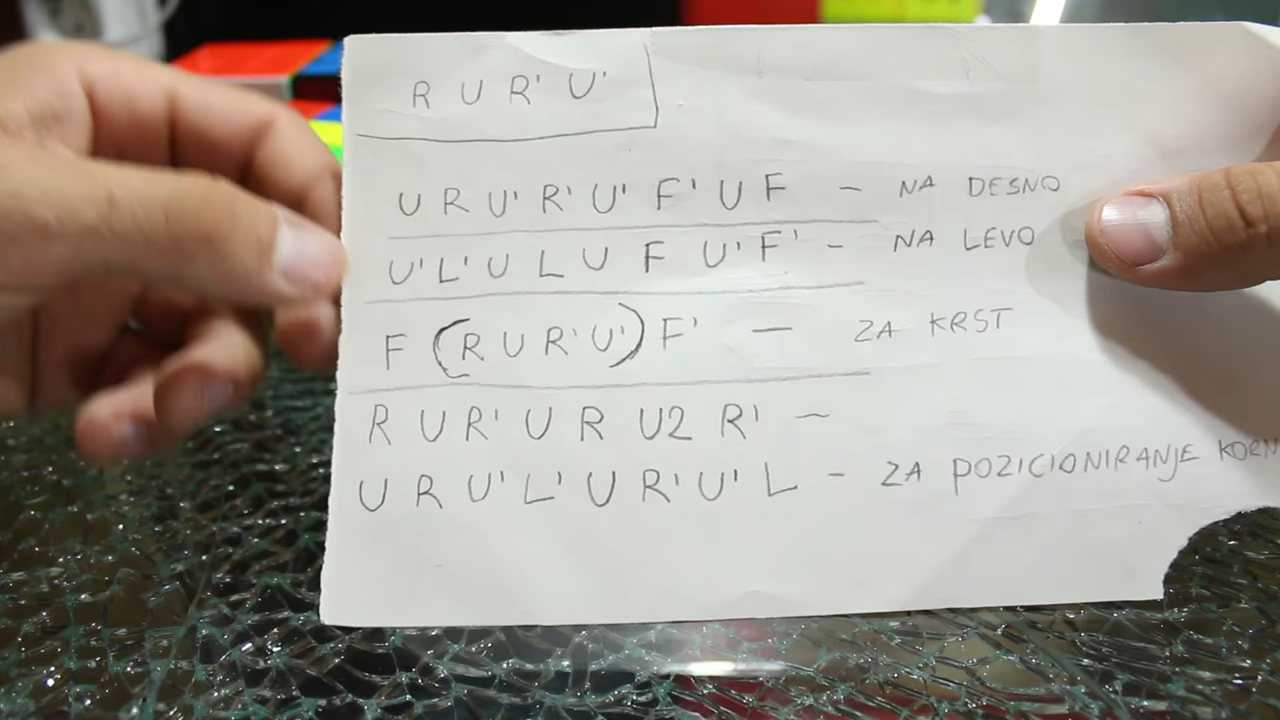 R U R' U'
U R U' R' U' F' U F - NA DESNO
U' L' U L U F U' F' - NA LEVO
F (R U R' U') F' - ZA KRST
R U R' U R U2 R' -
U R U' L' U R' U' L - ZA POZICIONIRANJE